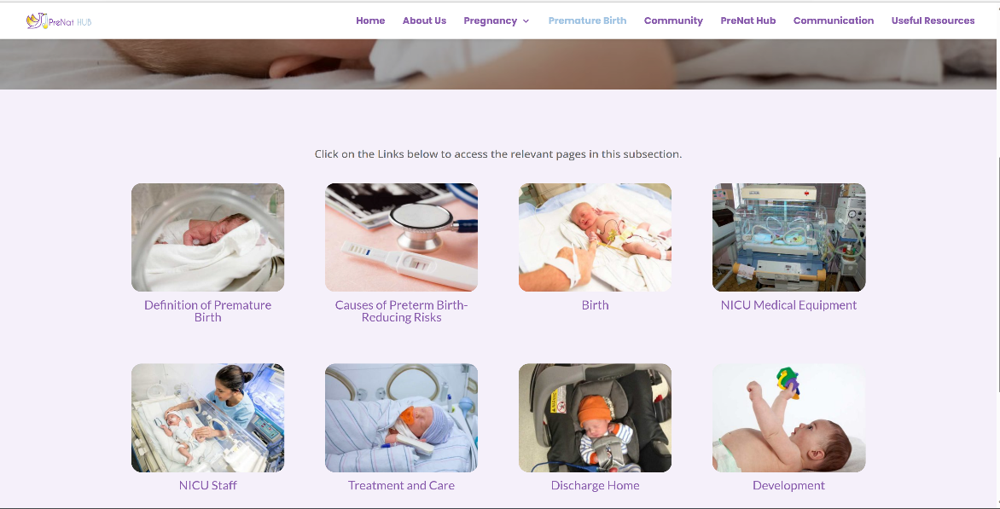 PreNat HUB
Home About Us Pregnancy Premature Birth Community PreNat Hub Communication Useful Resources
Click on the Links below to access the relevant pages in this subsection.
Definition of Premature
Birth
Causes of Preterm Birth-
Reducing Risks
Birth
NICU Medical Equipment
NICU Staff
Treatment and Care
Discharge Home
Development